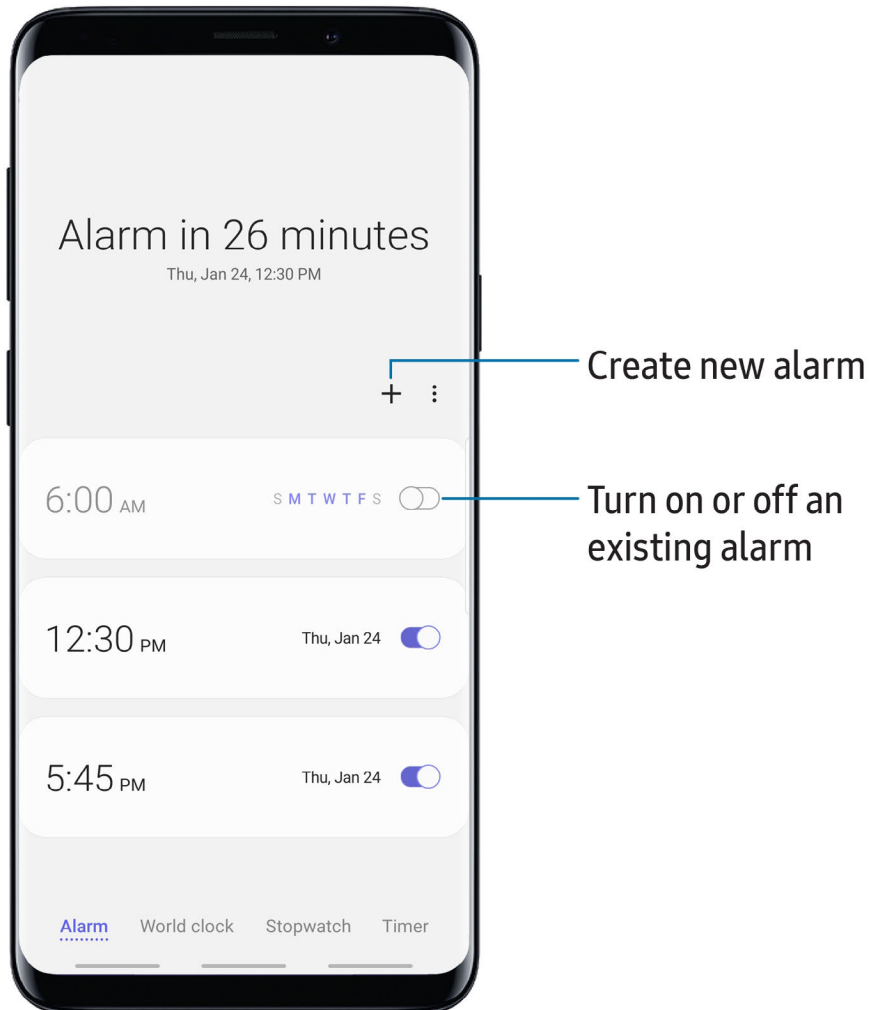 Alarm in 26 minutes
Thu, Jan 24, 12:30 PM
Create new alarm
6:00 AM S M T W T F S
Turn on or off an
existing alarm
12:30 PM Thu, Jan 24
5:45 PM Thu, Jan 24
Alarm World clock Stopwatch Timer